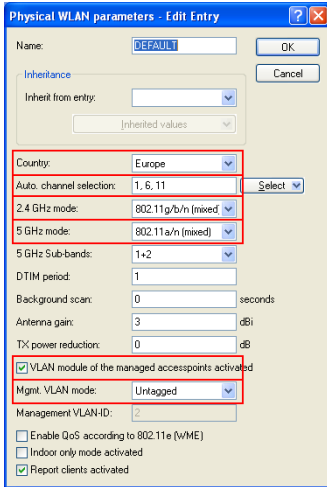 Physical WLAN parameters - Edit Entry
Name: DEFAULT OK
Inheritance Cancel
Inherit from entry:
Inherited values
Country: Europe
Auto. channel selection: 1, 6, 11 Select
2.4 GHz mode: 802.11g/b/n (mixed)
5 GHz mode: 802.11a/n (mixed)
5 GHz Sub-bands: 1+2
DTIM period: 1
Background scan: 0 seconds
Antenna gain: 3 dBi
TX power reduction: 0 dB
VLAN module of the managed accesspoints activated
Mgmt. VLAN mode: Untagged
Management VLAN-ID: 2
Enable QoS according to 802.11e (WME)
Indoor only mode activated
Report clients activated